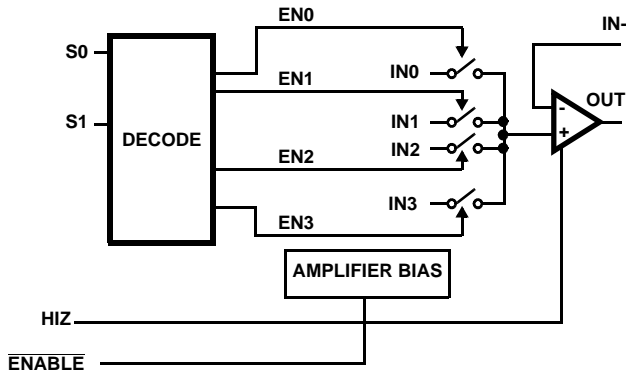 EN0
IN-
S0
IN0
EN1
OUT
S1
DECODE
IN1
-
+
IN2
EN2
IN3
EN3
AMPLIFIER BIAS
HIZ
ENABLE